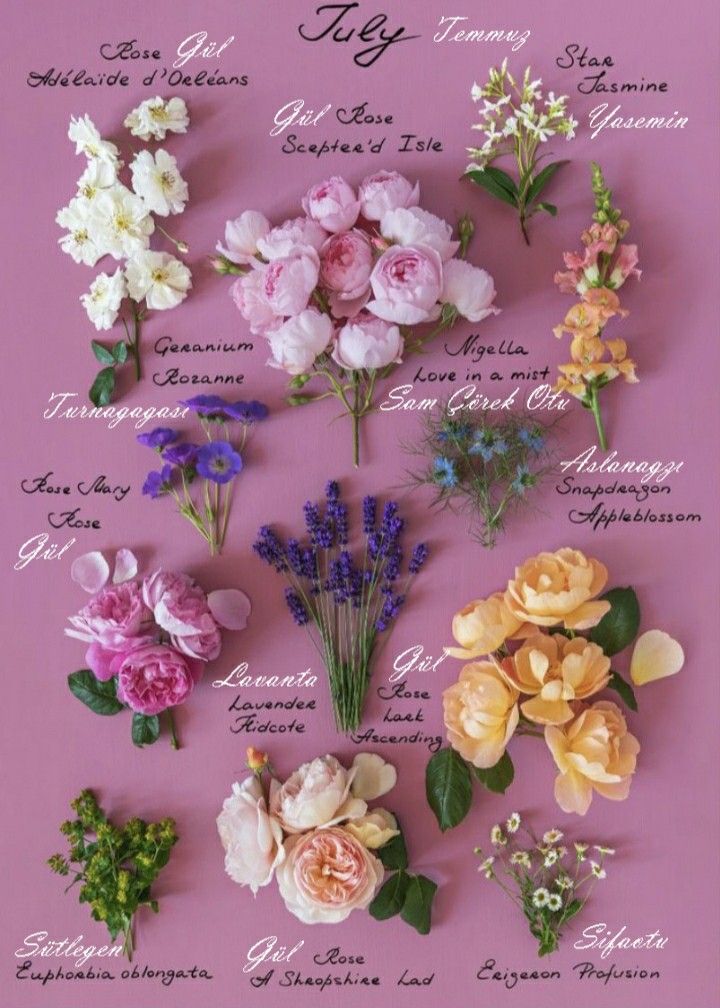 July Temmuz
Rose Gül
Adélaïde d'Orléans
Star
Jasmine
Yasemin
Gül Rose
Scepter'd Isle
Geranium
Rozanne
Turnagagası
Nigella
Love in a mist
Sam Çörek Otu
Aslanagzı
Snapdragon
Appleblossom
Rose Mary
Rose
Gül
Lavanta
Lavender
Hidcote
Gül
Rose
Lark
Ascending
Sütlegen
Euphorbia oblongata
Gül Rose
A Shropshire Lad
Sifaotu
Erigeron Profusion